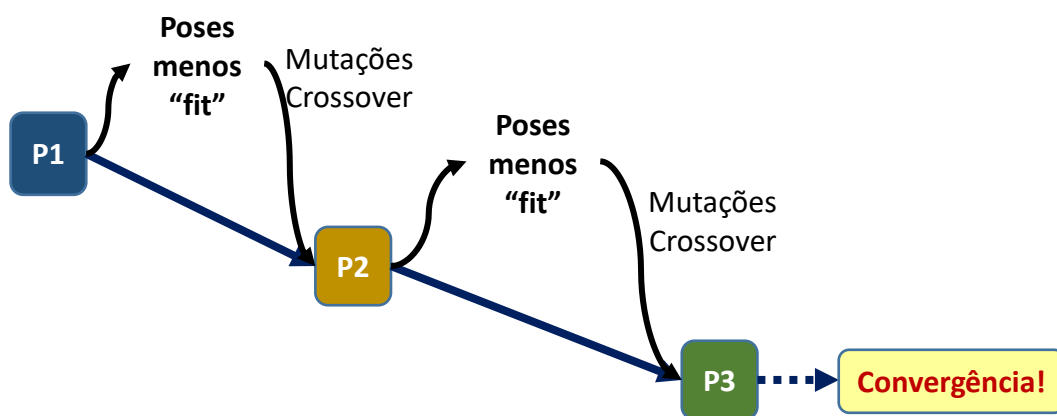 Poses
menos
“fit”
Mutações
Crossover
P1
Poses
menos
“fit”
Mutações
Crossover
P2
P3
Convergência!